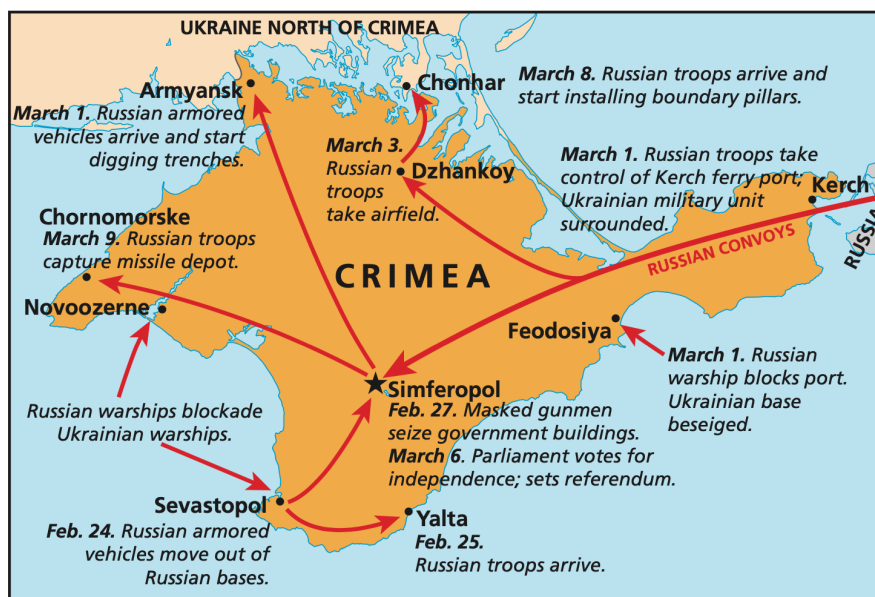 UKRAINE NORTH OF CRIMEA
Armyansk
March 1. Russian armored
vehicles arrive and start
digging trenches.
Chonhar
March 8. Russian troops arrive and
start installing boundary pillars.
March 3.
Russian
troops
take airfield.
Dzhankoy
March 1. Russian troops take
control of Kerch ferry port;
Ukrainian military unit
surrounded.
Kerch
RUSSIA
RUSSIAN CONVOYS
Chornomorske
March 9. Russian troops
capture missile depot.
CRIMEA
Novoozerne
Feodosiya
March 1. Russian
warship blocks port.
Ukrainian base
beseiged.
Russian warships blockade
Ukrainian warships.
Simferopol
Feb. 27. Masked gunmen
seize government buildings.
March 6. Parliament votes for
independence; sets referendum.
Sevastopol
Feb. 24. Russian armored
vehicles move out of
Russian bases.
Yalta
Feb. 25.
Russian troops arrive.